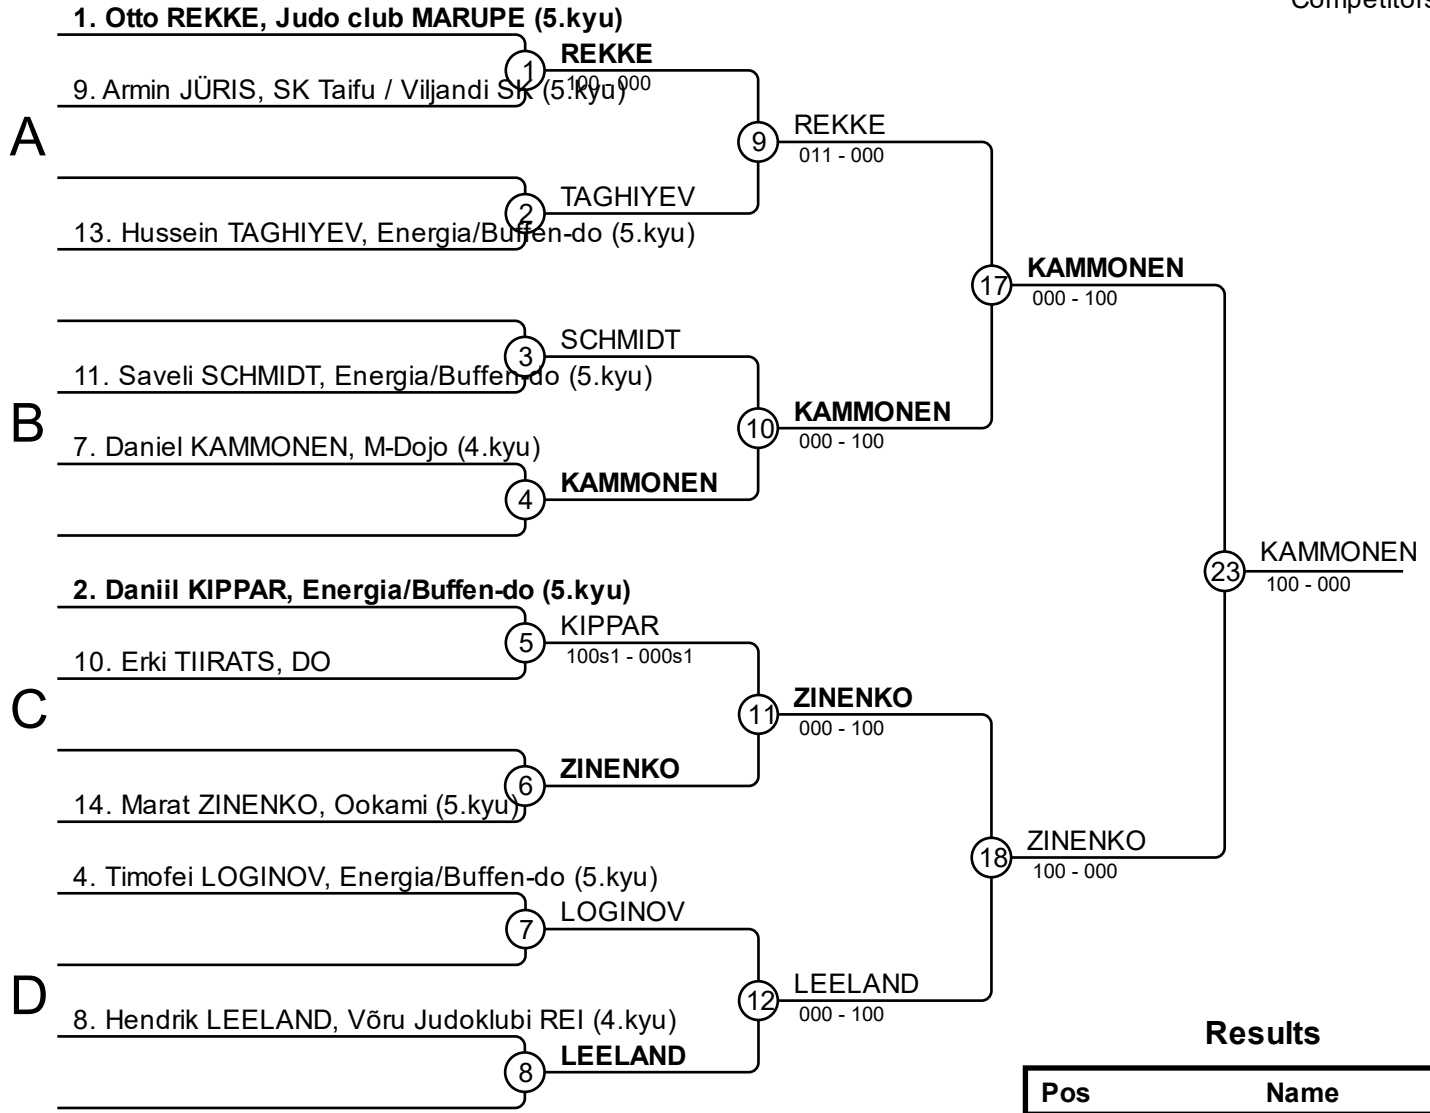 Competitors
1. Otto REKKE, Judo club MARUPE (5.kyu)
REKKE
1
100 - 000
9. Armin JÜRIS, SK Taifu / Viljandi SK (5.kyu)
A
REKKE
9
011 - 000
TAGHIYEV
2
13. Hussein TAGHIYEV, Energia/Buffen-do (5.kyu)
KAMMONEN
17
000 - 100
SCHMIDT
3
11. Saveli SCHMIDT, Energia/Buffen-do (5.kyu)
B
KAMMONEN
10
000 - 100
7. Daniel KAMMONEN, M-Dojo (4.kyu)
KAMMONEN
4
KAMMONEN
23
100 - 000
2. Daniil KIPPAR, Energia/Buffen-do (5.kyu)
KIPPAR
5
100s1 - 000s1
10. Erki TIIRATS, DO
C
ZINENKO
11
000 - 100
ZINENKO
6
14. Marat ZINENKO, Ookami (5.kyu)
ZINENKO
18
100 - 000
4. Timofei LOGINOV, Energia/Buffen-do (5.kyu)
LOGINOV
7
D
LEELAND
12
000 - 100
8. Hendrik LEELAND, Võru Judoklubi REI (4.kyu)
LEELAND
8
Results
Pos Name